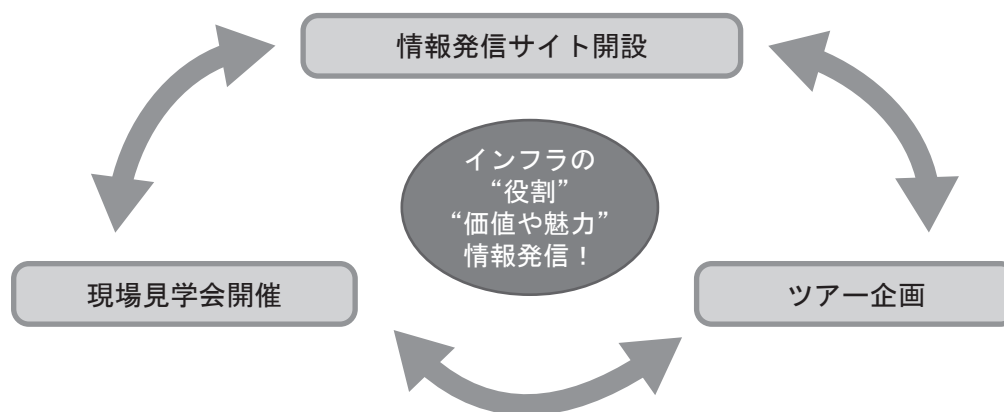 情報発信サイト開設
インフラの
“役割”
“価値や魅力”
情報発信！
現場見学会開催
ツアー企画